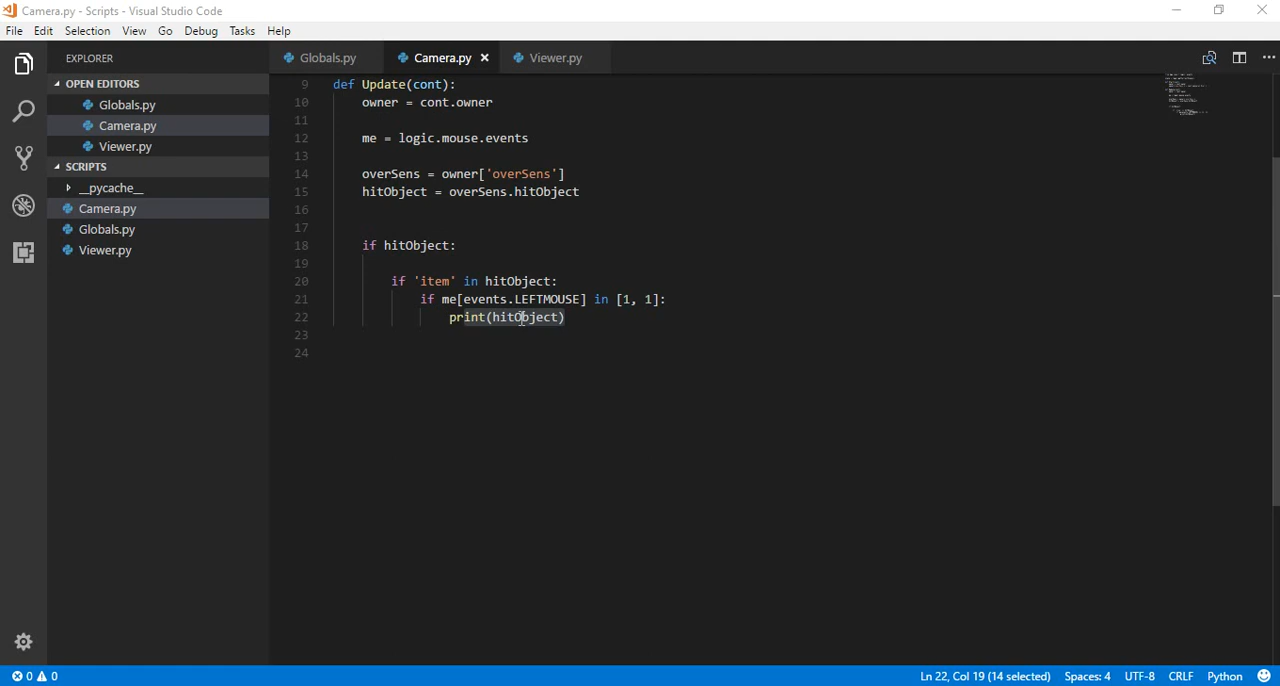 Camera.py - Scripts - Visual Studio Code
File Edit Selection View Go Debug Tasks Help
EXPLORER
OPEN EDITORS
Globals.py
Camera.py
Viewer.py
SCRIPTS
__pycache__
Camera.py
Globals.py
Viewer.py
Globals.py Camera.py Viewer.py
9 def Update(cont):
10 owner = cont.owner
11
12 me = logic.mouse.events
13
14 overSens = owner['overSens']
15 hitObject = overSens.hitObject
16
17
18 if hitObject:
19
20 if 'item' in hitObject:
21 if me[events.LEFTMOUSE] in [1, 1]:
22 print(hitObject)
23
24
0 0 Ln 22, Col 19 (14 selected) Spaces: 4 UTF-8 CRLF Python